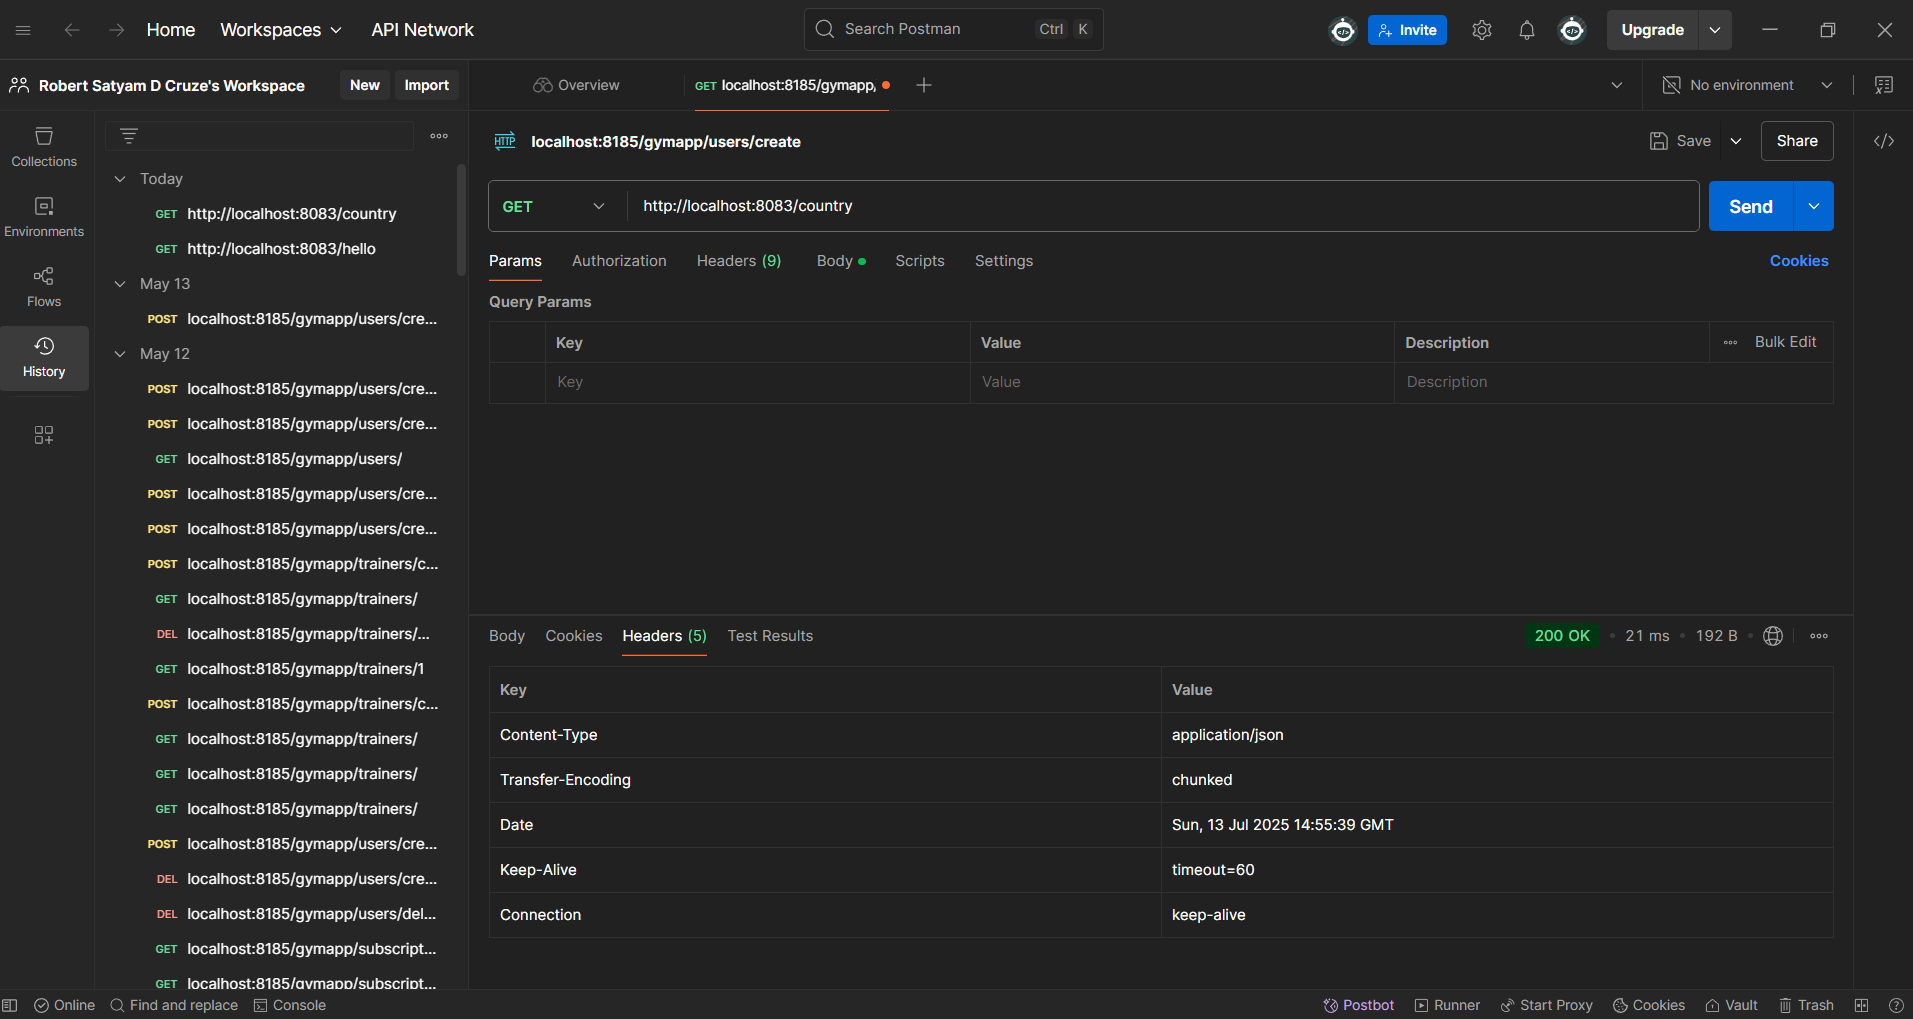 Home Workspaces API Network Search Postman Ctrl K Invite Upgrade
Robert Satyam D Cruze's Workspace New Import Overview GET localhost:8185/gymapp/ No environment
Collections
Environments
Flows
History
Today
GET http://localhost:8083/country
GET http://localhost:8083/hello
May 13
POST localhost:8185/gymapp/users/cre...
May 12
POST localhost:8185/gymapp/users/cre...
POST localhost:8185/gymapp/users/cre...
GET localhost:8185/gymapp/users/
POST localhost:8185/gymapp/users/cre...
POST localhost:8185/gymapp/users/cre...
POST localhost:8185/gymapp/trainers/c...
GET localhost:8185/gymapp/trainers/
DEL localhost:8185/gymapp/trainers/...
GET localhost:8185/gymapp/trainers/1
POST localhost:8185/gymapp/trainers/c...
GET localhost:8185/gymapp/trainers/
GET localhost:8185/gymapp/trainers/
GET localhost:8185/gymapp/trainers/
POST localhost:8185/gymapp/users/cre...
DEL localhost:8185/gymapp/users/cre...
DEL localhost:8185/gymapp/users/del...
GET localhost:8185/gymapp/subscript...
GET localhost:8185/gymapp/subscript...
HTTP localhost:8185/gymapp/users/create Save Share
GET http://localhost:8083/country Send
Params Authorization Headers (9) Body Scripts Settings Cookies
Query Params
Key Value Description Bulk Edit
Key Value Description
Body Cookies Headers (5) Test Results 200 OK 21 ms 192 B
Key Value
Content-Type application/json
Transfer-Encoding chunked
Date Sun, 13 Jul 2025 14:55:39 GMT
Keep-Alive timeout=60
Connection keep-alive
Online Find and replace Console Postbot Runner Start Proxy Cookies Vault Trash